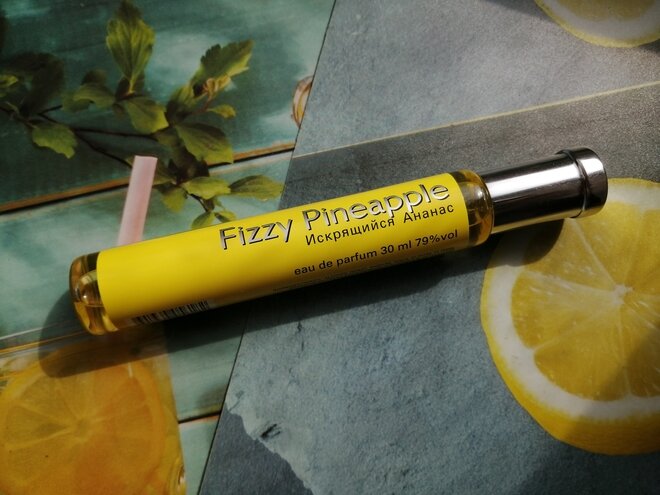 Fizzy Pineapple
Искрящийся Ананас
eau de parfum 30 ml 79%vol